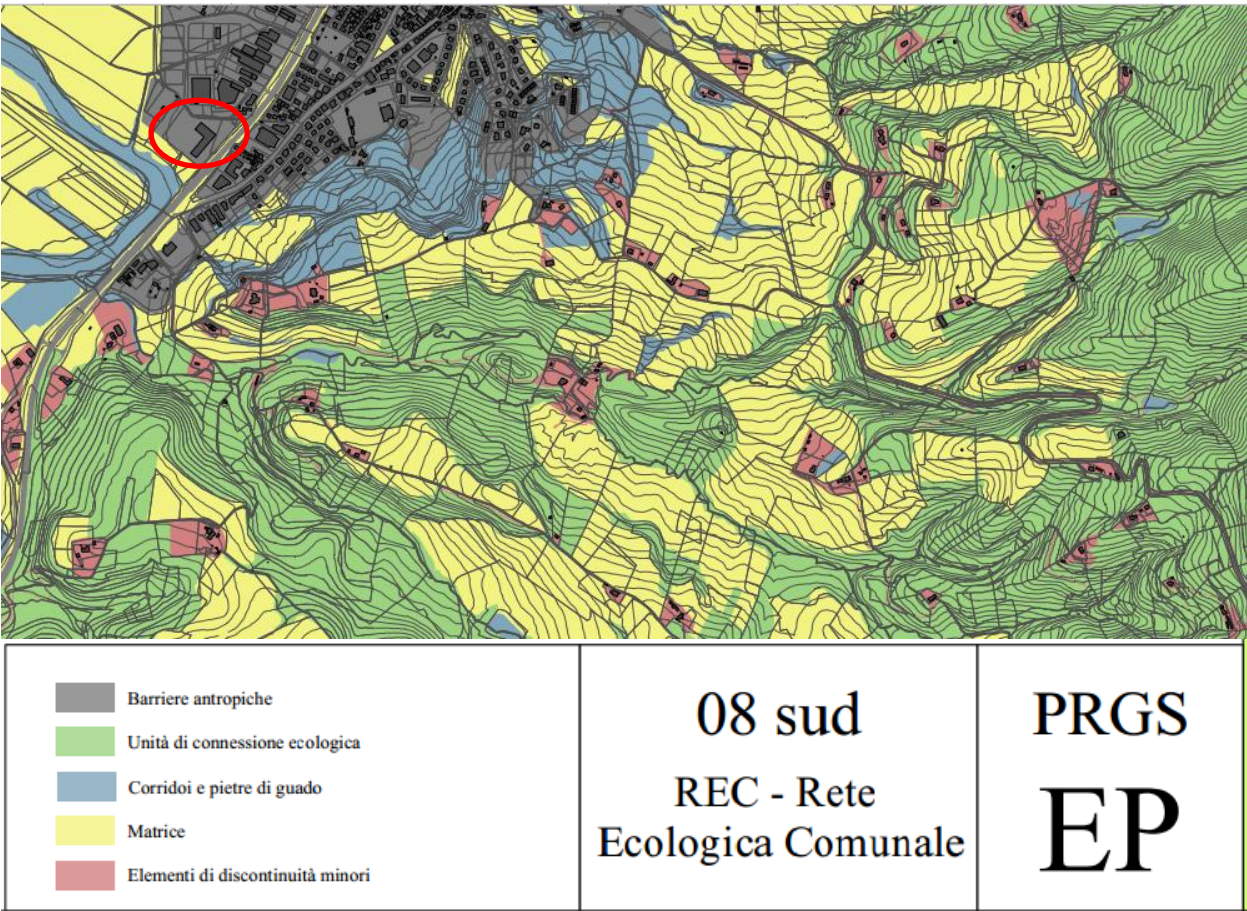 Barriere antropiche
Unità di connessione ecologica
Corridoi e pietre di guado
Matrice
Elementi di discontinuità minori
08 sud
REC - Rete
Ecologica Comunale
PRGS
EP